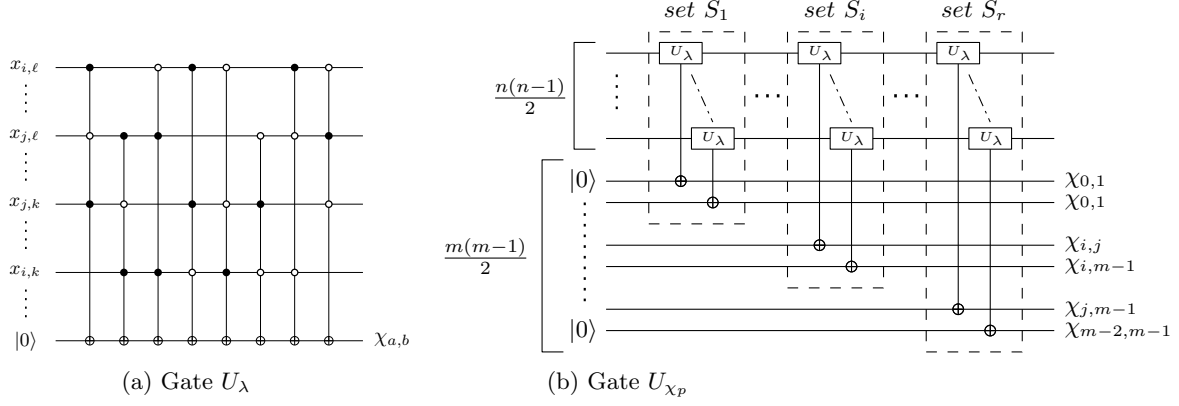 set S_1 set S_i set S_r
x_{i,ℓ}
x_{j,ℓ}
x_{j,k}
x_{i,k}
|0⟩ χ_{a,b}
(a) Gate U_λ
n(n−1)
2
U_λ U_λ U_λ
... ...
U_λ U_λ U_λ
m(m−1)
2
|0⟩ χ_{0,1}
χ_{0,1}
χ_{i,j}
χ_{i,m−1}
χ_{j,m−1}
|0⟩ χ_{m−2,m−1}
(b) Gate U_{χ_p}